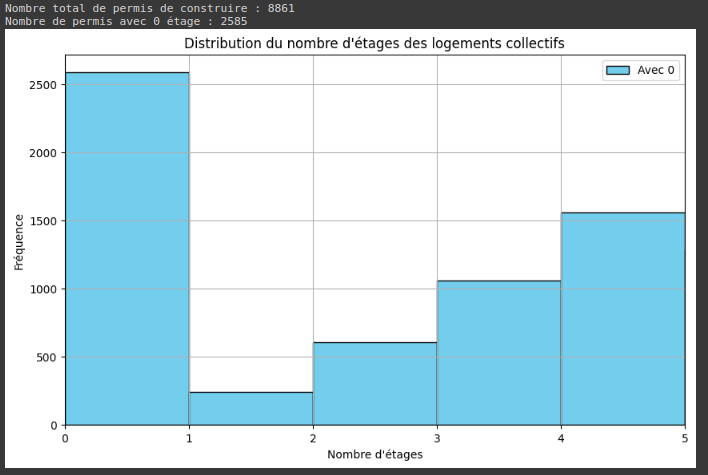 Nombre total de permis de construire : 8861
Nombre de permis avec 0 étage : 2585
Distribution du nombre d'étages des logements collectifs
Avec 0
2500
2000
1500
1000
500
0
Fréquence
0 1 2 3 4 5
Nombre d'étages